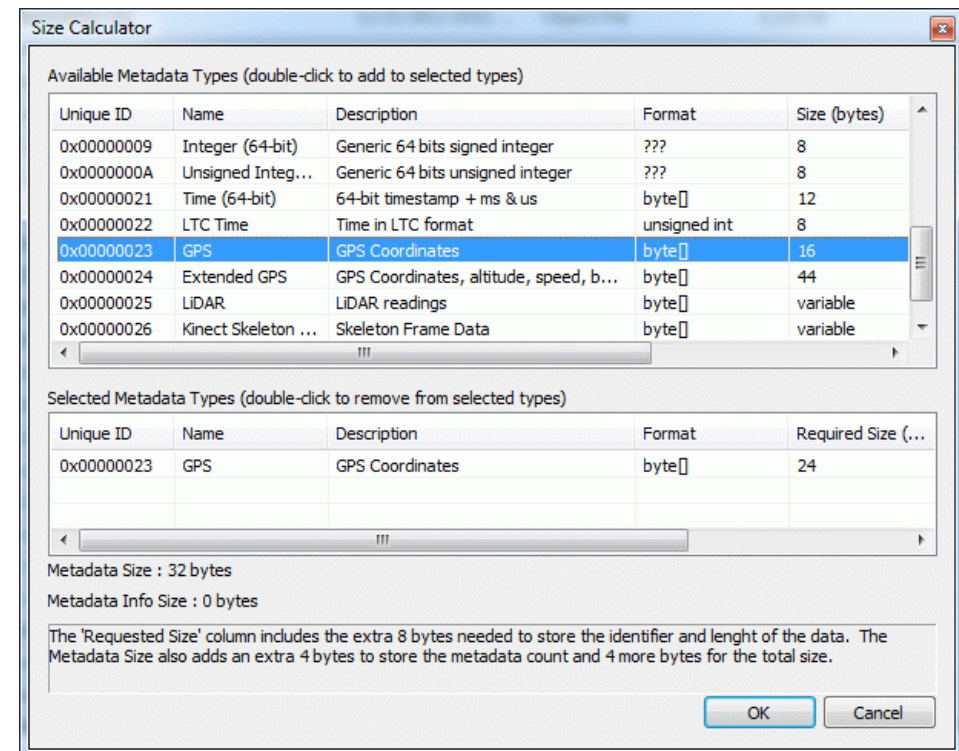 Size Calculator
Available Metadata Types (double-click to add to selected types)
Unique ID Name Description Format Size (bytes)
0x00000009 Integer (64-bit) Generic 64 bits signed integer ??? 8
0x0000000A Unsigned Integ... Generic 64 bits unsigned integer ??? 8
0x00000021 Time (64-bit) 64-bit timestamp + ms & us byte[] 12
0x00000022 LTC Time Time in LTC format unsigned int 8
0x00000023 GPS GPS Coordinates byte[] 16
0x00000024 Extended GPS GPS Coordinates, altitude, speed, b... byte[] 44
0x00000025 LiDAR LiDAR readings byte[] variable
0x00000026 Kinect Skeleton ... Skeleton Frame Data byte[] variable
Selected Metadata Types (double-click to remove from selected types)
Unique ID Name Description Format Required Size (...
0x00000023 GPS GPS Coordinates byte[] 24
Metadata Size : 32 bytes
Metadata Info Size : 0 bytes
The 'Requested Size' column includes the extra 8 bytes needed to store the identifier and lenght of the data. The
Metadata Size also adds an extra 4 bytes to store the metadata count and 4 more bytes for the total size.
OK Cancel